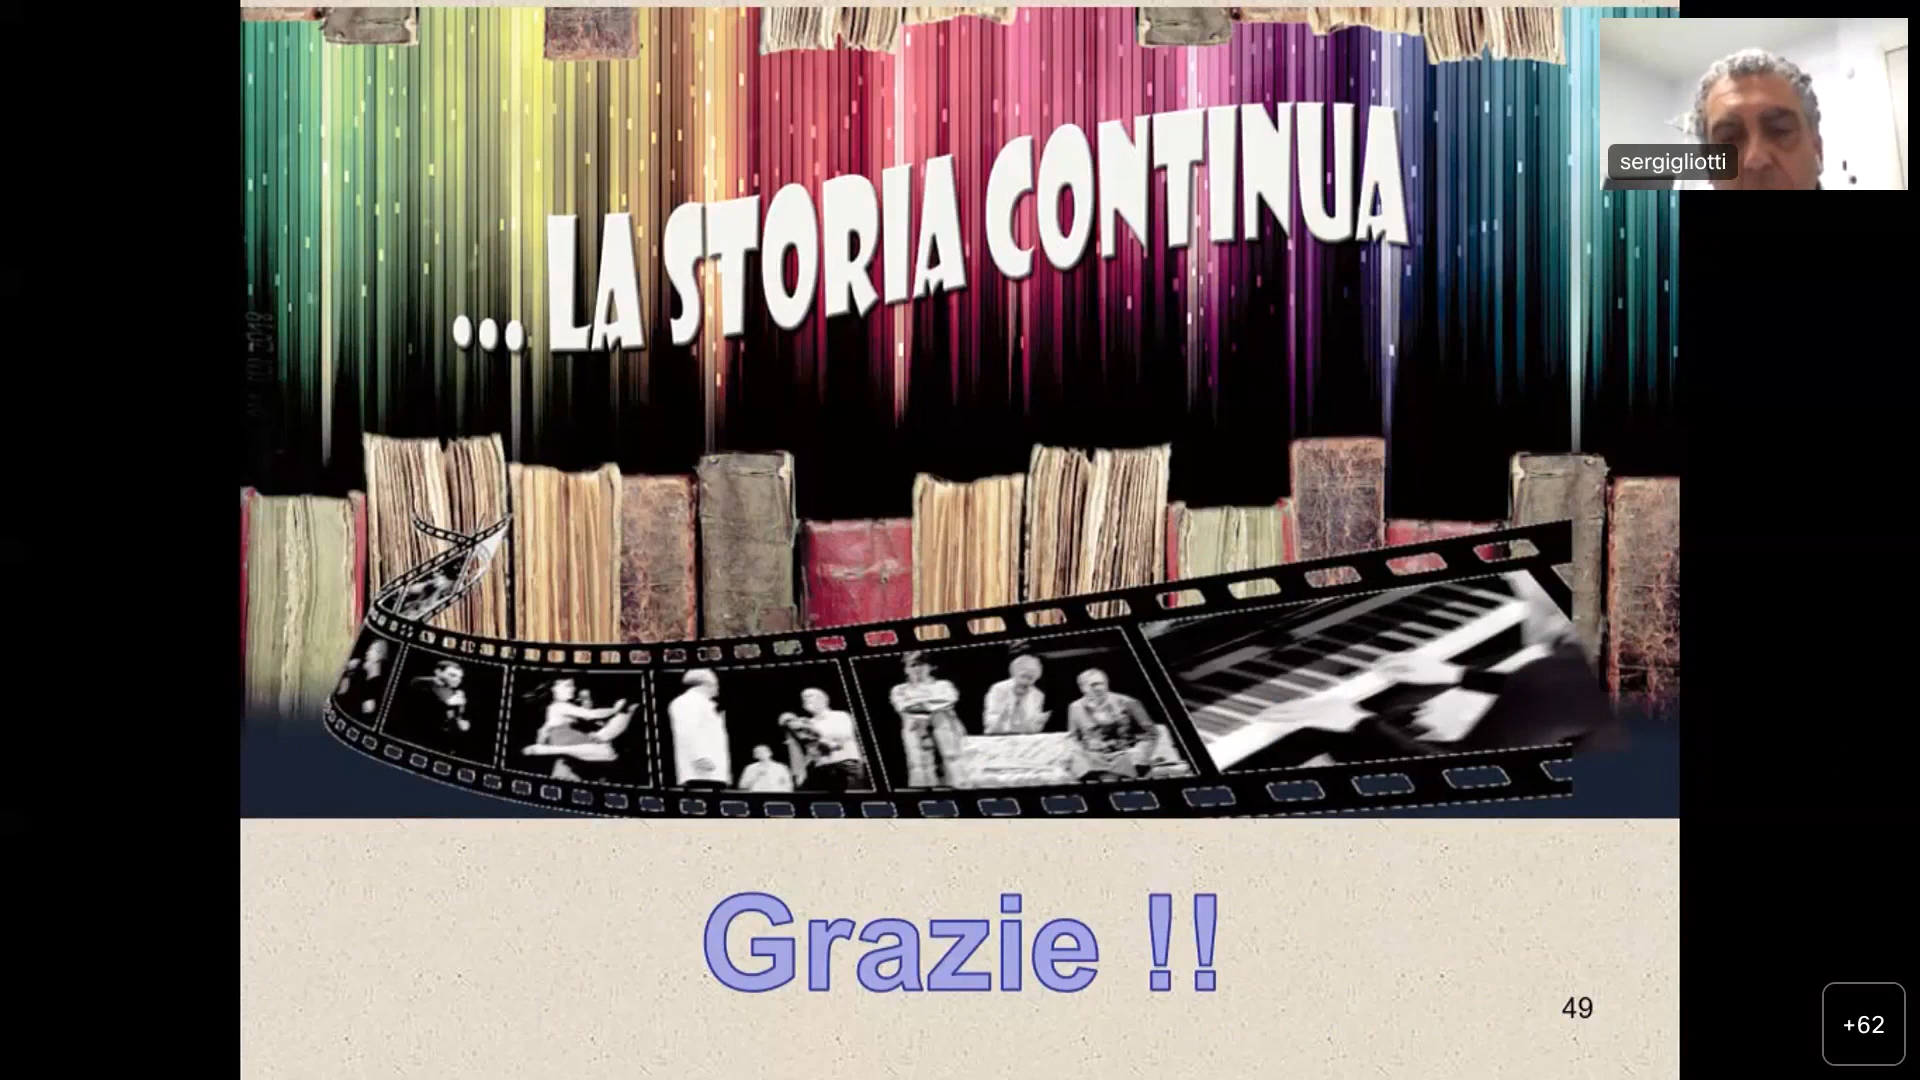 ... LA STORIA CONTINUA
sergigliotti
Grazie !!
49
+62